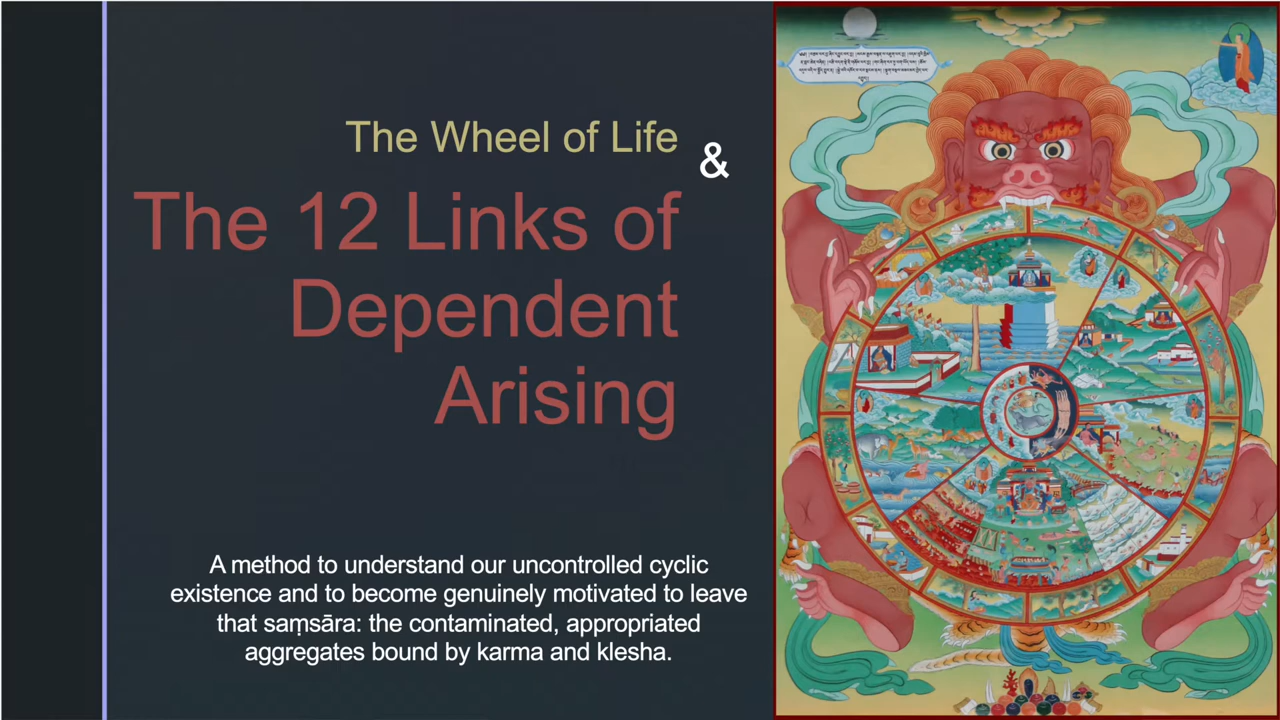 The Wheel of Life
&
The 12 Links of
Dependent
Arising
A method to understand our uncontrolled cyclic
existence and to become genuinely motivated to leave
that saṃsāra: the contaminated, appropriated
aggregates bound by karma and klesha.